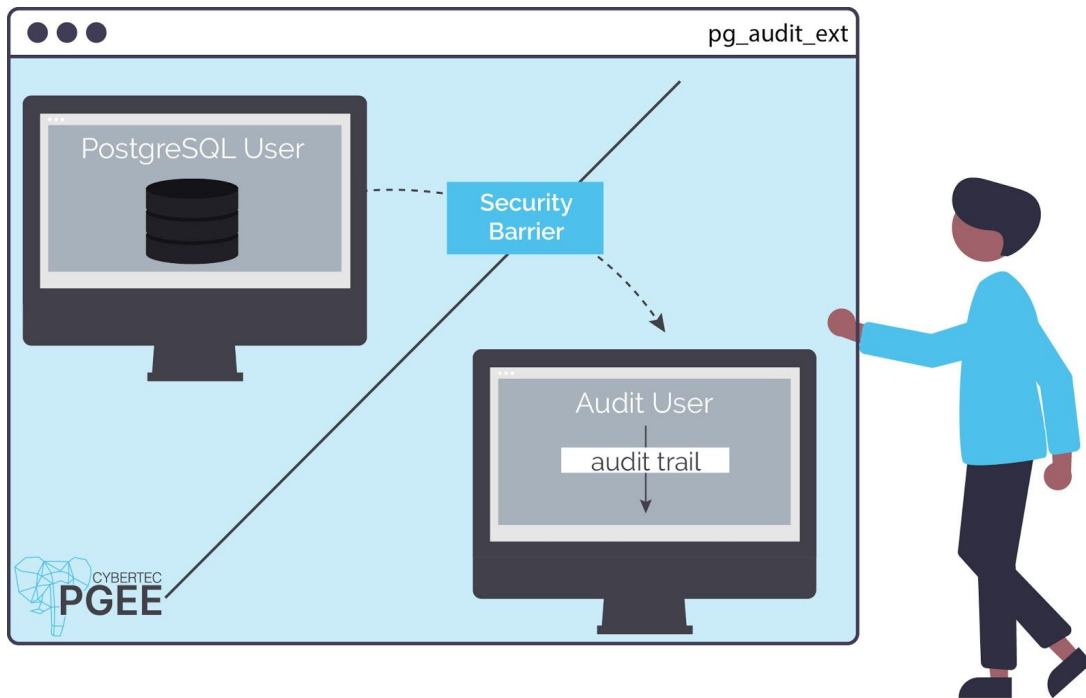 pg_audit_ext
PostgreSQL User
Security
Barrier
Audit User
audit trail
CYBERTEC
PGEE